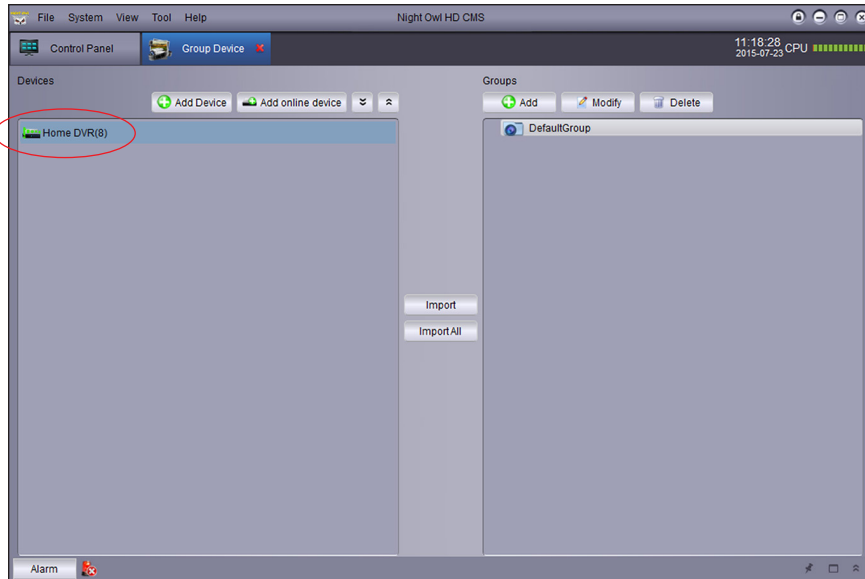 File System View Tool Help Night Owl HD CMS
Control Panel Group Device 11:18:28
2015-07-23 CPU
Devices Groups
Add Device Add online device Add Modify Delete
Home DVR(8) DefaultGroup
Import
Import All
Alarm